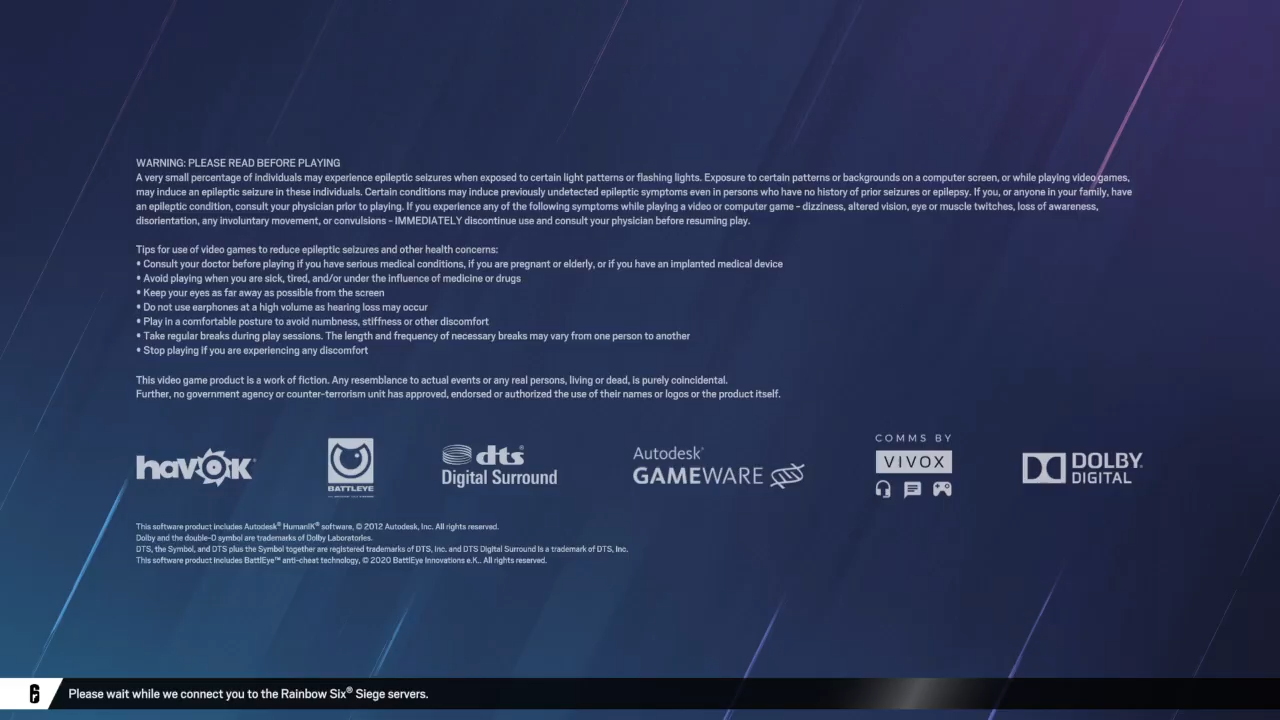 WARNING: PLEASE READ BEFORE PLAYING
A very small percentage of individuals may experience epileptic seizures when exposed to certain light patterns or flashing lights. Exposure to certain patterns or backgrounds on a computer screen, or while playing video games,
may induce an epileptic seizure in these individuals. Certain conditions may induce previously undetected epileptic symptoms even in persons who have no history of prior seizures or epilepsy. If you, or anyone in your family, have
an epileptic condition, consult your physician prior to playing. If you experience any of the following symptoms while playing a video or computer game - dizziness, altered vision, eye or muscle twitches, loss of awareness,
disorientation, any involuntary movement, or convulsions - IMMEDIATELY discontinue use and consult your physician before resuming play.
Tips for use of video games to reduce epileptic seizures and other health concerns:
• Consult your doctor before playing if you have serious medical conditions, if you are pregnant or elderly, or if you have an implanted medical device
• Avoid playing when you are sick, tired, and/or under the influence of medicine or drugs
• Keep your eyes as far away as possible from the screen
• Do not use earphones at a high volume as hearing loss may occur
• Play in a comfortable posture to avoid numbness, stiffness or other discomfort
• Take regular breaks during play sessions. The length and frequency of necessary breaks may vary from one person to another
• Stop playing if you are experiencing any discomfort
This video game product is a work of fiction. Any resemblance to actual events or any real persons, living or dead, is purely coincidental.
Further, no government agency or counter-terrorism unit has approved, endorsed or authorized the use of their names or logos or the product itself.
havok®
BATTLEYE
dts®
Digital Surround
Autodesk®
GAMEWARE
COMMS BY
VIVOX
DOLBY®
DIGITAL
This software product includes Autodesk® HumanIK® software, © 2012 Autodesk, Inc. All rights reserved.
Dolby and the double-D symbol are trademarks of Dolby Laboratories.
DTS, the Symbol, and DTS plus the Symbol together are registered trademarks of DTS, Inc. and DTS Digital Surround is a trademark of DTS, Inc.
This software product includes BattlEye™ anti-cheat technology, © 2020 BattlEye Innovations e.K.. All rights reserved.
6 Please wait while we connect you to the Rainbow Six® Siege servers.